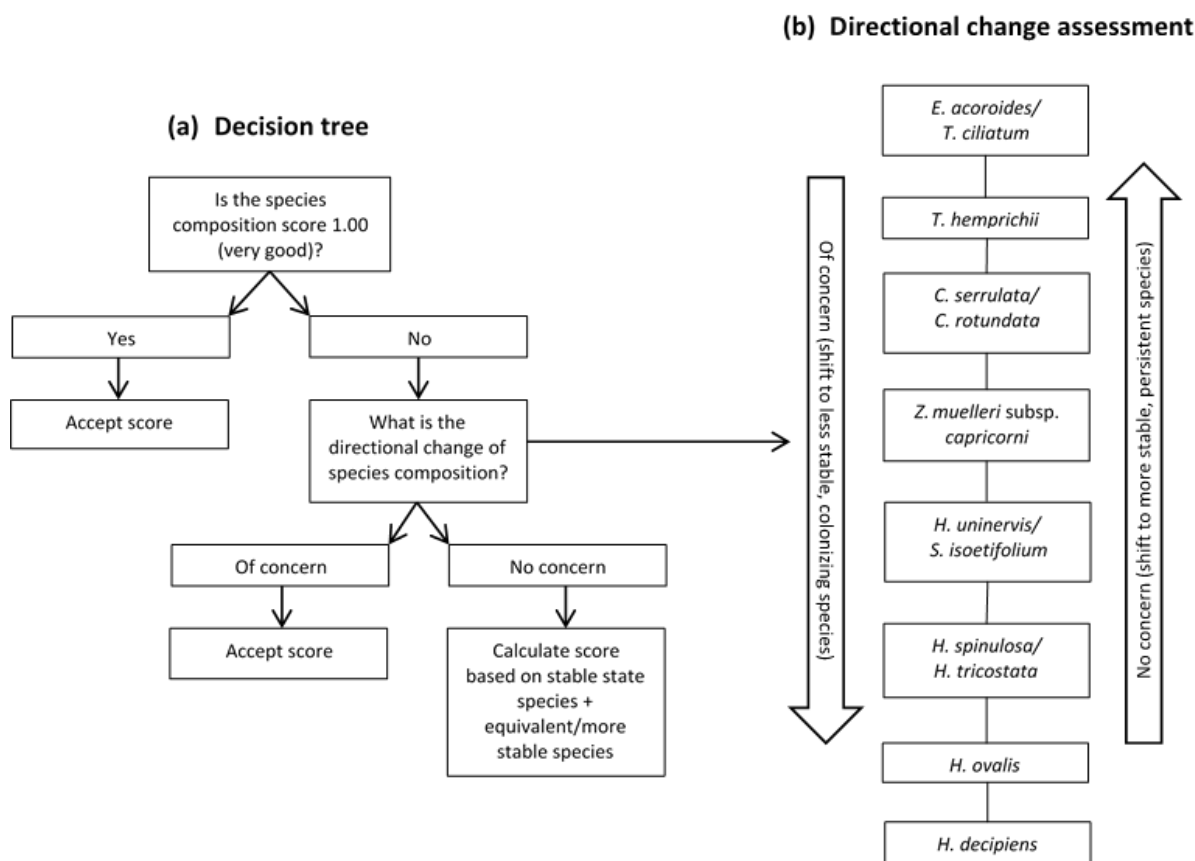 (b) Directional change assessment
(a) Decision tree
Is the species
composition score 1.00
(very good)?
Yes
No
Accept score
What is the
directional change of
species composition?
Of concern
No concern
Accept score
Calculate score
based on stable state
species +
equivalent/more
stable species
Of concern (shift to less stable, colonizing species)
E. acoroides/
T. ciliatum
T. hemprichii
C. serrulata/
C. rotundata
Z. muelleri subsp.
capricorni
H. uninervis/
S. isoetifolium
H. spinulosa/
H. tricostata
H. ovalis
H. decipiens
No concern (shift to more stable, persistent species)